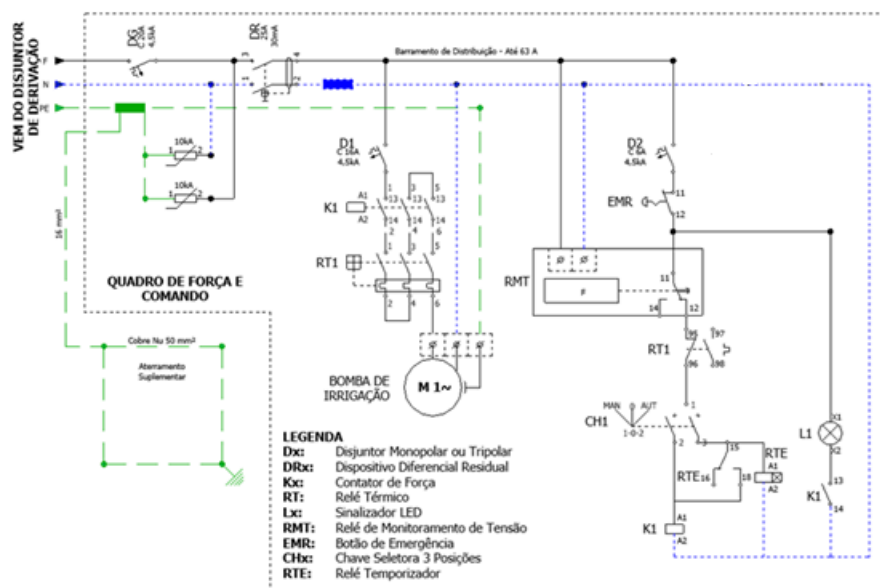 VEM DO DISJUNTOR
DE DERIVAÇÃO
F
N
PE
DG
C 20A
4,5kA
DR
25A
30mA
3
4
1
2
Barramento de Distribuição - Até 63 A
10kA
1
2
10kA
1
2
16 mm²
QUADRO DE FORÇA E
COMANDO
Cobre Nu 50 mm²
Aterramento
Suplementar
D1
C 16A
4,5kA
1
3
5
K1
A1
A2
13
13
13
14
14
14
2
4
6
RT1
1
3
5
2
4
6
BOMBA DE
IRRIGAÇÃO
M 1~
D2
C 6A
4,5kA
EMR
11
12
RMT
F
11
14
12
RT1
95
97
96
98
MAN
0
AUT
CH1
1-0-2
1
2
3
15
RTE
16
18
RTE
A1
A2
K1
A1
A2
L1
X1
X2
K1
13
14
LEGENDA
Dx: Disjuntor Monopolar ou Tripolar
DRx: Dispositivo Diferencial Residual
Kx: Contator de Força
RT: Relé Térmico
Lx: Sinalizador LED
RMT: Relé de Monitoramento de Tensão
EMR: Botão de Emergência
CHx: Chave Seletora 3 Posições
RTE: Relé Temporizador